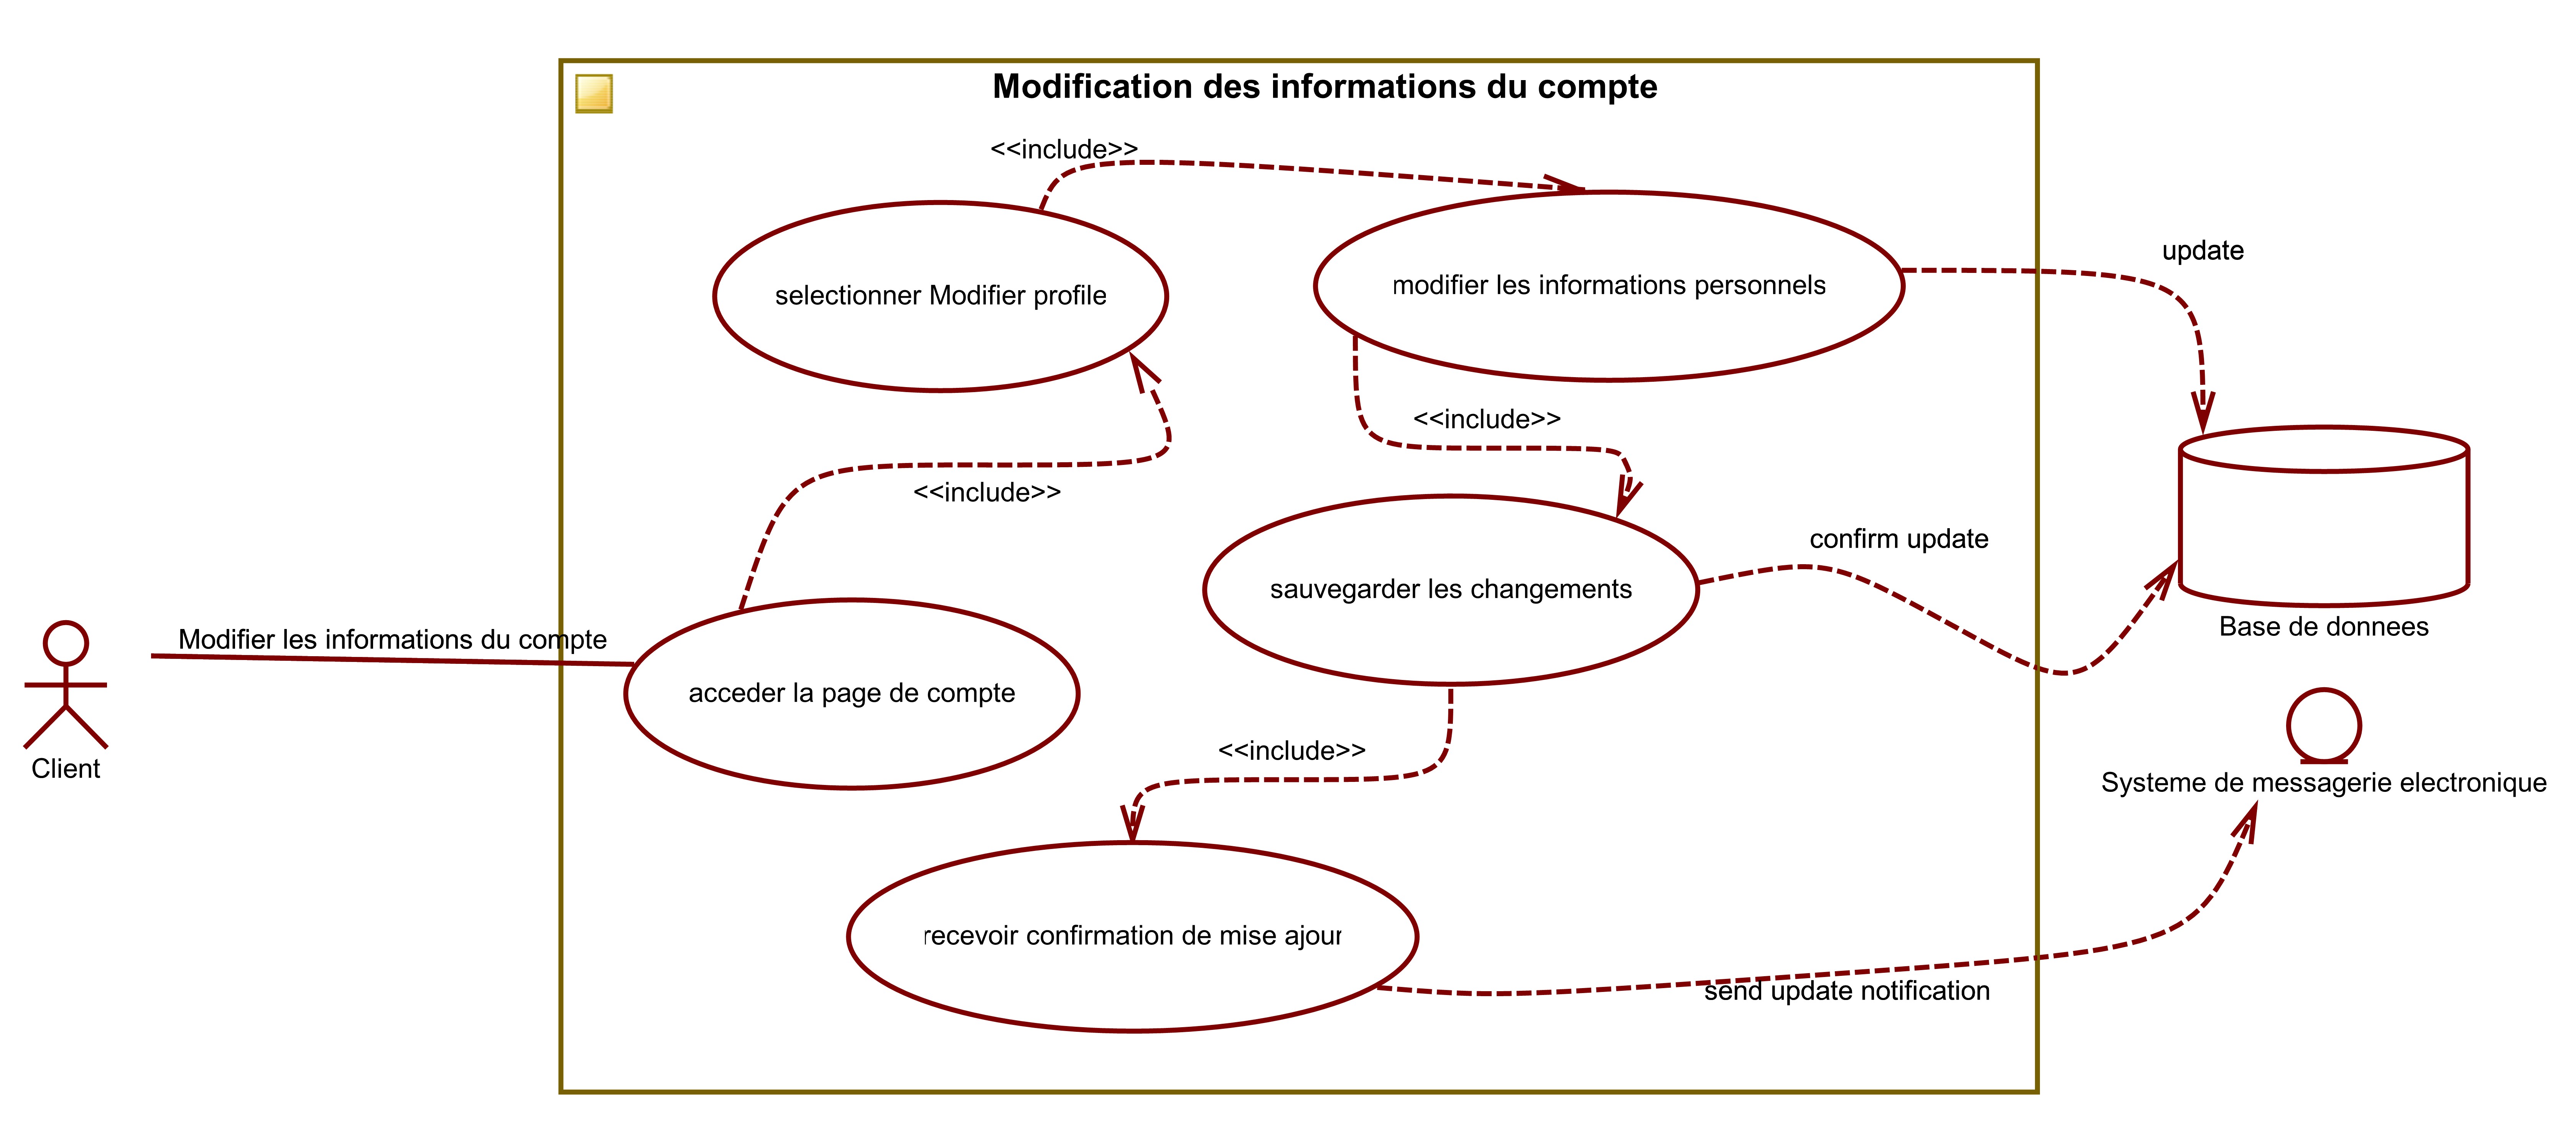 Modification des informations du compte
<<include>>
selectionner Modifier profile
modifier les informations personnels
update
<<include>>
<<include>>
sauvegarder les changements
confirm update
Base de donnees
Modifier les informations du compte
acceder la page de compte
Client
<<include>>
Systeme de messagerie electronique
recevoir confirmation de mise ajour
send update notification